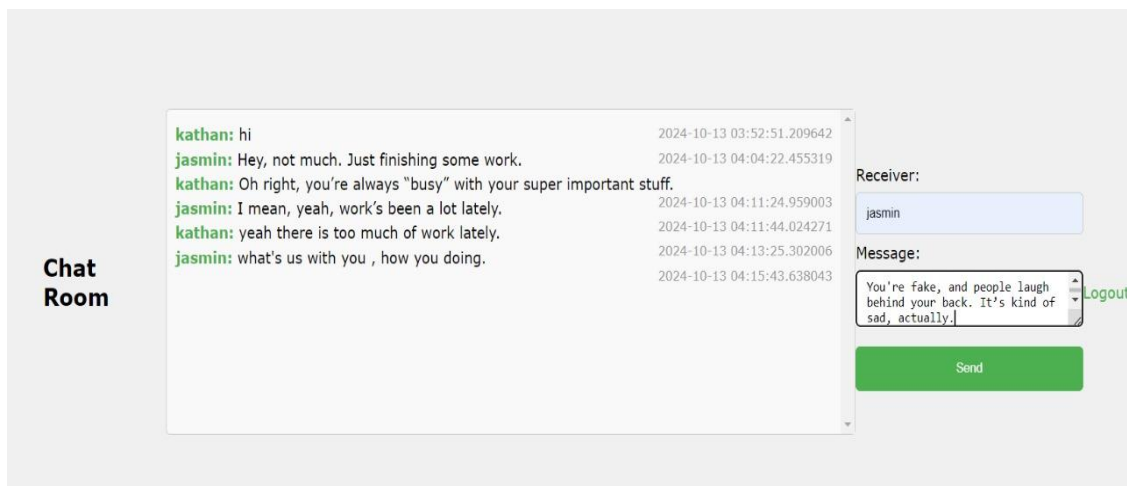 kathan: hi 2024-10-13 03:52:51.209642
jasmin: Hey, not much. Just finishing some work. 2024-10-13 04:04:22.455319
kathan: Oh right, you’re always “busy” with your super important stuff.
2024-10-13 04:11:24.959003
jasmin: I mean, yeah, work’s been a lot lately.
2024-10-13 04:11:44.024271
kathan: yeah there is too much of work lately.
2024-10-13 04:13:25.302006
jasmin: what's us with you , how you doing.
2024-10-13 04:15:43.638043
Chat
Room
Receiver:
jasmin
Message:
You're fake, and people laugh
behind your back. It’s kind of
sad, actually.
Logout
Send